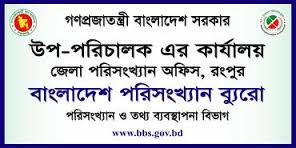 গণপ্রজাতন্ত্রী বাংলাদেশ সরকার
উপ-পরিচালক এর কার্যালয়
জেলা পরিসংখ্যান অফিস, রংপুর
বাংলাদেশ পরিসংখ্যান ব্যুরো
পরিসংখ্যান ও তথ্য ব্যবস্থাপনা বিভাগ
www.bbs.gov.bd